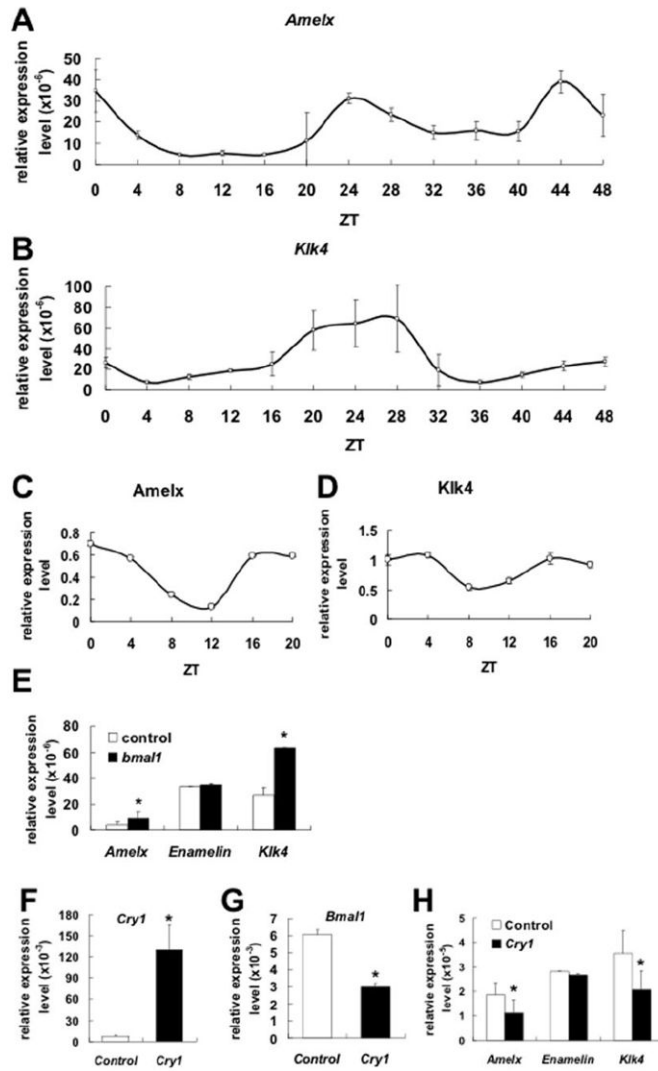 A
Amelx
relative expression
level (x10-6)
50
40
30
20
10
0
0 4 8 12 16 20 24 28 32 36 40 44 48
ZT
B
Klk4
relative expression
level (x10-6)
100
80
60
40
20
0
0 4 8 12 16 20 24 28 32 36 40 44 48
ZT
C
Amelx
relative expression
level
0.8
0.6
0.4
0.2
0 4 8 12 16 20
ZT
D
Klk4
relative expression
level
1.5
1
0.5
0
0 4 8 12 16 20
ZT
E
control
bmal1
relative expression
level (x10-6)
80
60
40
20
0
*
*
Amelx Enamelin Klk4
F
Cry1
relative expression
level (x10-3)
180
150
120
90
60
30
0
*
Control Cry1
G
Bmal1
relative expression
level (x10-3)
7
6
5
4
3
2
1
0
*
Control Cry1
H
Control
Cry1
relatvie expression
level (x10-5)
5
4
3
2
1
0
*
*
Amelx Enamelin Klk4